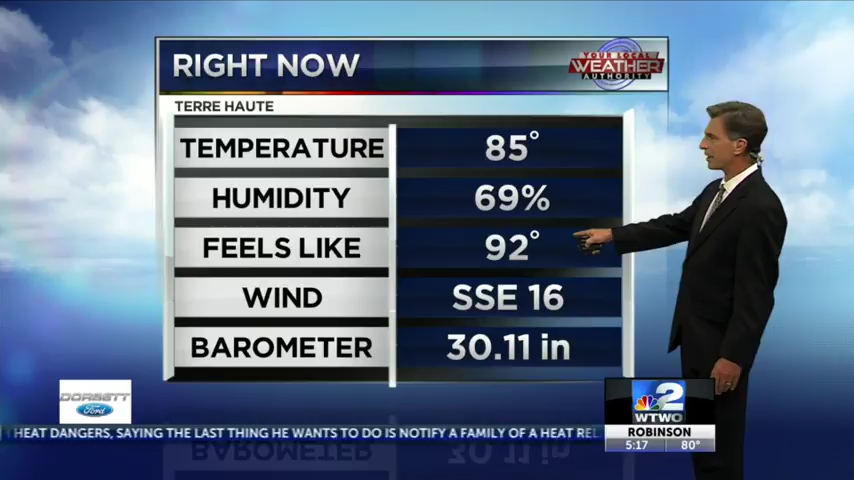 RIGHT NOW
YOUR LOCAL
WEATHER
AUTHORITY
TERRE HAUTE
TEMPERATURE 85°
HUMIDITY 69%
FEELS LIKE 92°
WIND SSE 16
BAROMETER 30.11 in
DORSETT
Ford
2
WTWO
HEAT DANGERS, SAYING THE LAST THING HE WANTS TO DO IS NOTIFY A FAMILY OF A HEAT REL
ROBINSON
5:17 80°